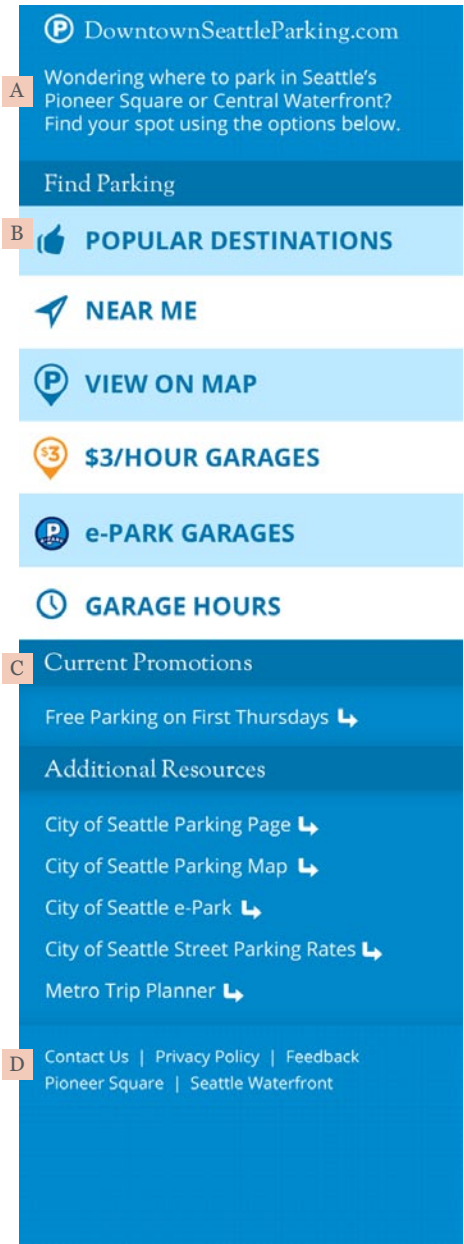 DowntownSeattleParking.com
A
Wondering where to park in Seattle's
Pioneer Square or Central Waterfront?
Find your spot using the options below.
Find Parking
B
POPULAR DESTINATIONS
NEAR ME
P VIEW ON MAP
$3 $3/HOUR GARAGES
P e-PARK GARAGES
GARAGE HOURS
C
Current Promotions
Free Parking on First Thursdays
Additional Resources
City of Seattle Parking Page
City of Seattle Parking Map
City of Seattle e-Park
City of Seattle Street Parking Rates
Metro Trip Planner
D
Contact Us | Privacy Policy | Feedback
Pioneer Square | Seattle Waterfront